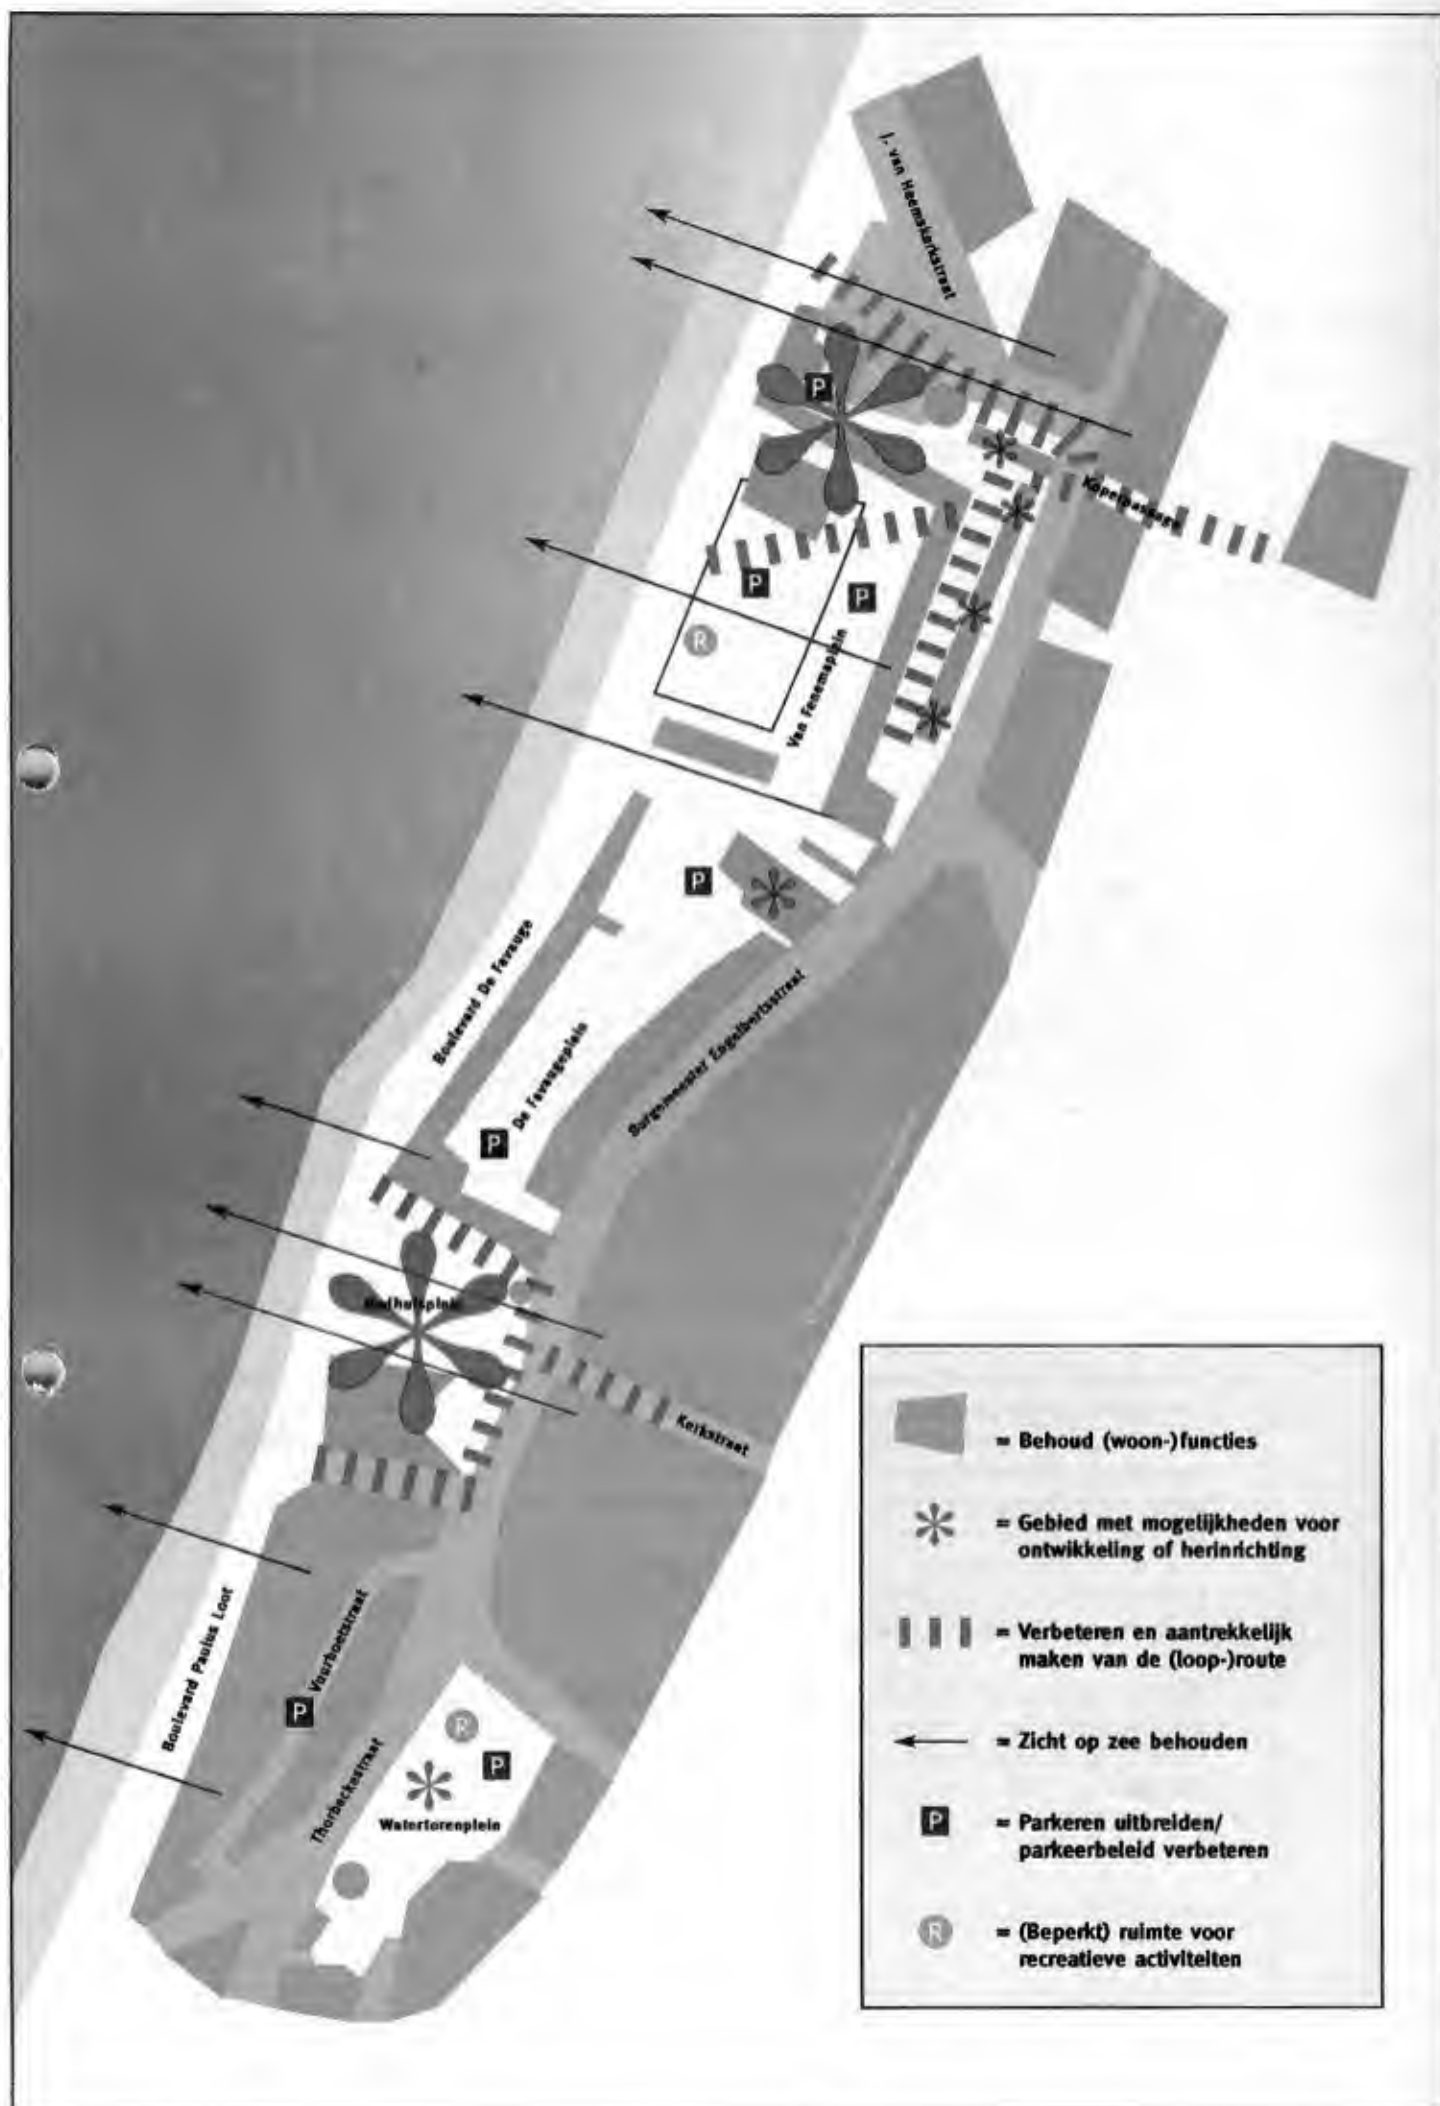 J. van Heemskerkstraat
P
Koperpassage
P
P
R
Van Fenemaplein
P
Boulevard De Favauge
De Favaugeplein
P
Burgemeester Engelbertsstraat
Kerkstraat
Boulevard Paulus Loot
Vuurboetstraat
P
Thorbeckestraat
R
P
Watertorenplein
= Behoud (woon-)functies
= Gebied met mogelijkheden voor
ontwikkeling of herinrichting
= Verbeteren en aantrekkelijk
maken van de (loop-)route
= Zicht op zee behouden
P = Parkeren uitbreiden/
parkeerbeleid verbeteren
R = (Beperkt) ruimte voor
recreatieve activiteiten